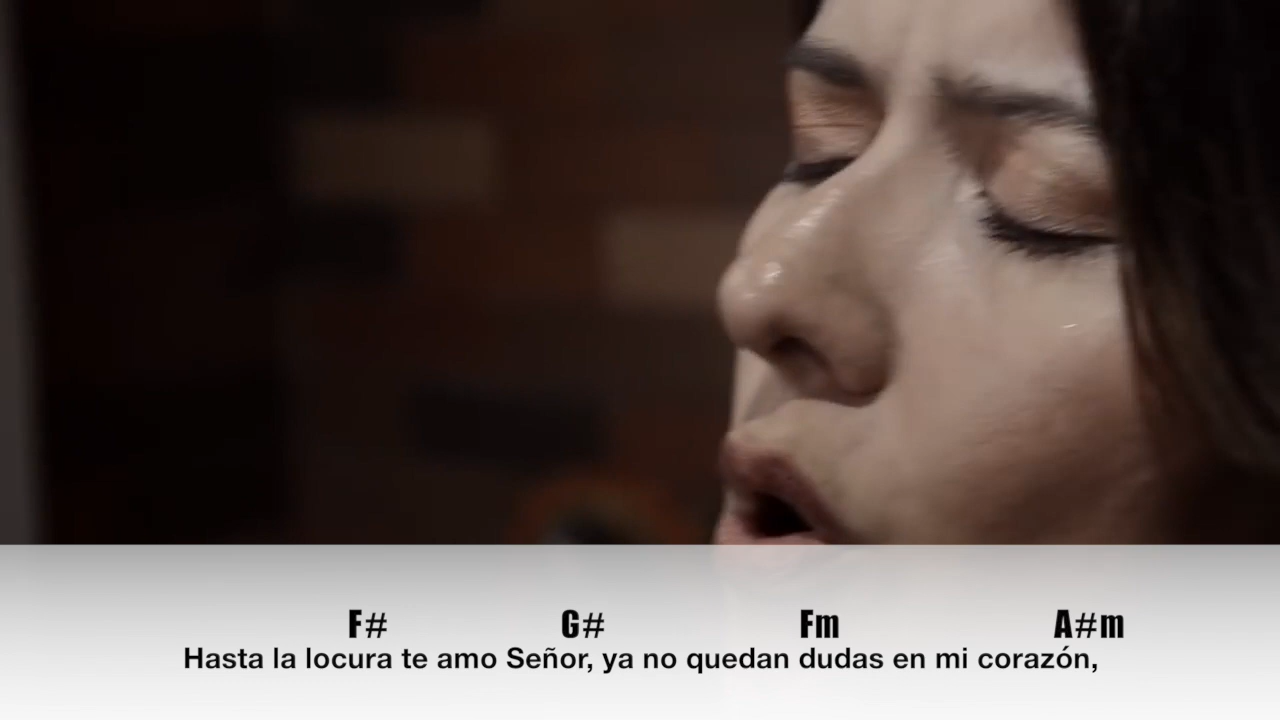 F# G# Fm A#m
Hasta la locura te amo Señor, ya no quedan dudas en mi corazón,